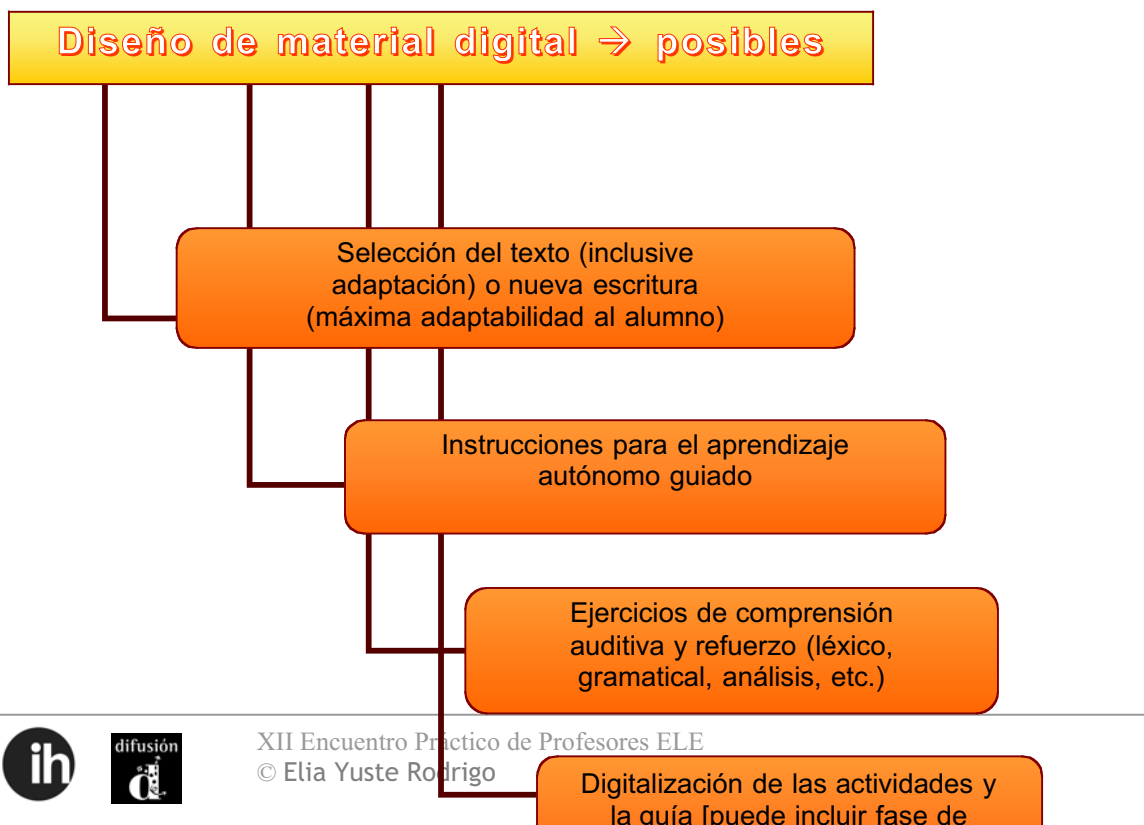 Diseño de material digital → posibles
Selección del texto (inclusive
adaptación) o nueva escritura
(máxima adaptabilidad al alumno)
Instrucciones para el aprendizaje
autónomo guiado
Ejercicios de comprensión
auditiva y refuerzo (léxico,
gramatical, análisis, etc.)
ih
difusión
XII Encuentro Práctico de Profesores ELE
© Elia Yuste Rodrigo
Digitalización de las actividades y
la guía [puede incluir fase de